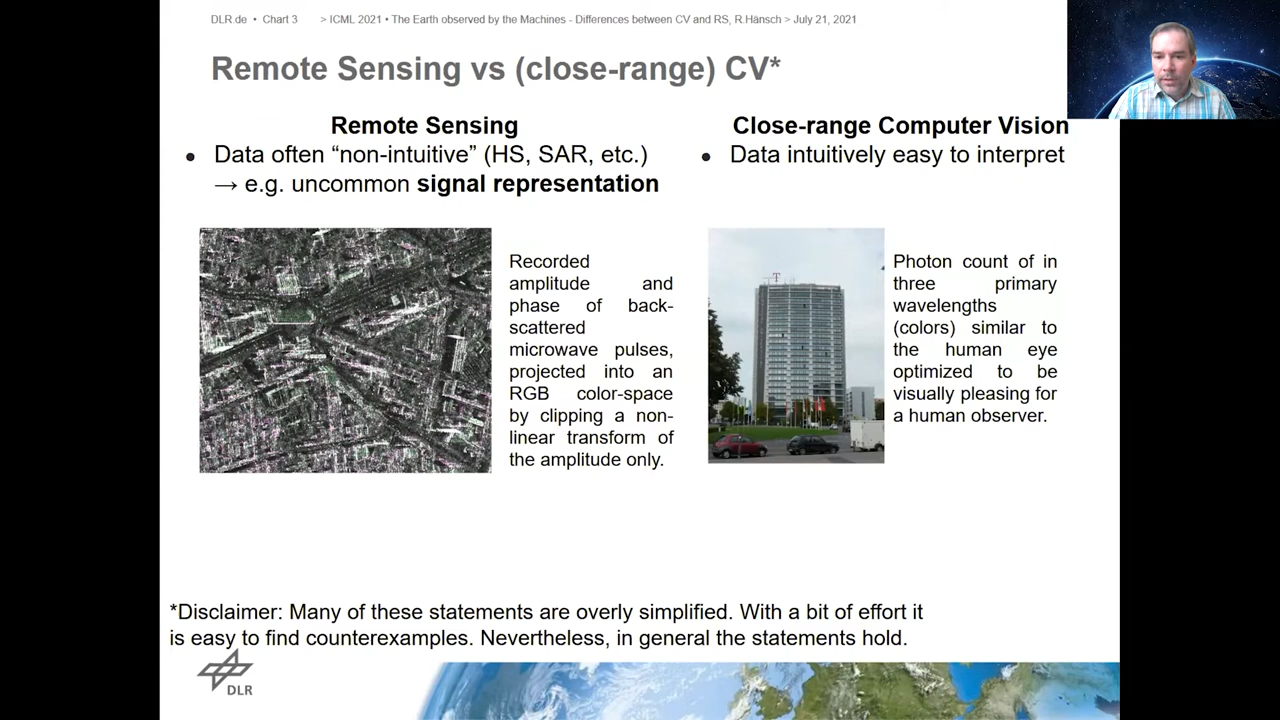 DLR.de • Chart 3 > ICML 2021 • The Earth observed by the Machines - Differences between CV and RS, R.Hänsch > July 21, 2021
Remote Sensing vs (close-range) CV*
Remote Sensing
• Data often “non-intuitive” (HS, SAR, etc.)
→ e.g. uncommon signal representation
Recorded
amplitude and
phase of back-
scattered
microwave pulses,
projected into an
RGB color-space
by clipping a non-
linear transform of
the amplitude only.
Close-range Computer Vision
• Data intuitively easy to interpret
T
Photon count of in
three primary
wavelengths
(colors) similar to
the human eye
optimized to be
visually pleasing for
a human observer.
*Disclaimer: Many of these statements are overly simplified. With a bit of effort it
is easy to find counterexamples. Nevertheless, in general the statements hold.
DLR